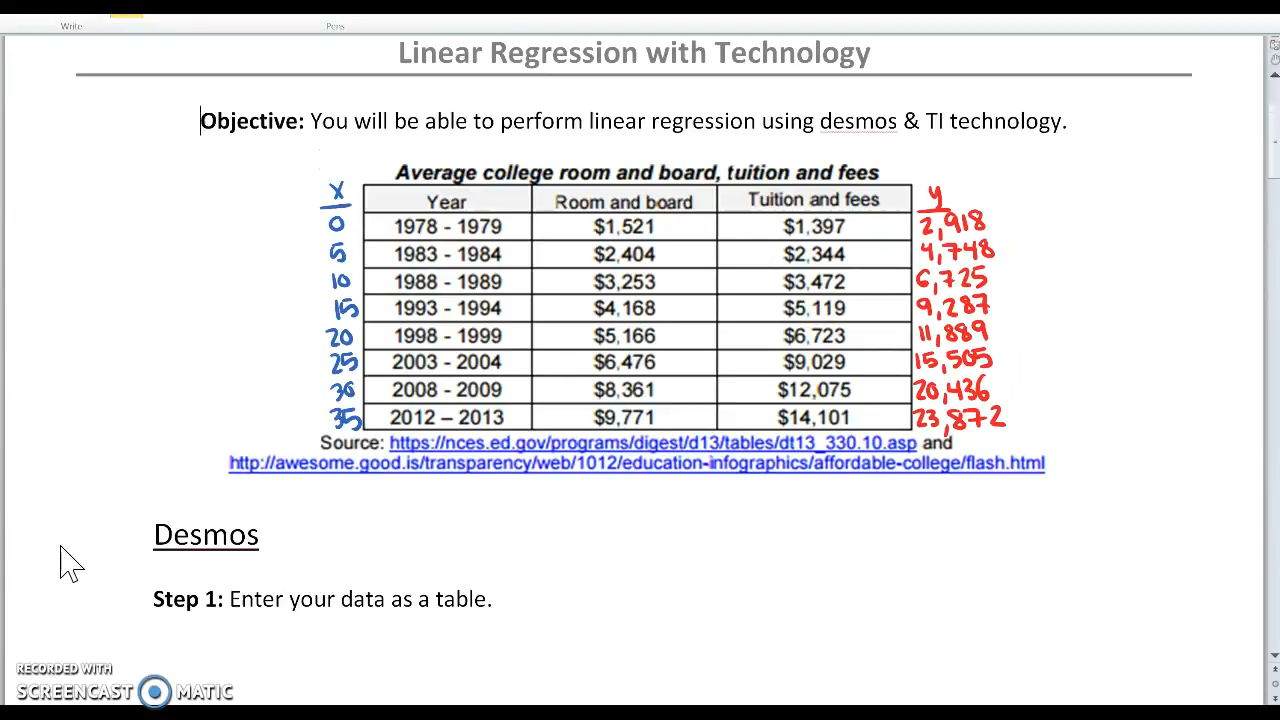 Write Pens
Linear Regression with Technology
Objective: You will be able to perform linear regression using desmos & TI technology.
Average college room and board, tuition and fees
x Year Room and board Tuition and fees y
0 1978 - 1979 $1,521 $1,397 2,918
5 1983 - 1984 $2,404 $2,344 4,748
10 1988 - 1989 $3,253 $3,472 6,725
15 1993 - 1994 $4,168 $5,119 9,287
20 1998 - 1999 $5,166 $6,723 11,889
25 2003 - 2004 $6,476 $9,029 15,505
30 2008 - 2009 $8,361 $12,075 20,436
35 2012 – 2013 $9,771 $14,101 23,872
Source: https://nces.ed.gov/programs/digest/d13/tables/dt13_330.10.asp and
http://awesome.good.is/transparency/web/1012/education-infographics/affordable-college/flash.html
Desmos
Step 1: Enter your data as a table.
RECORDED WITH
SCREENCAST MATIC